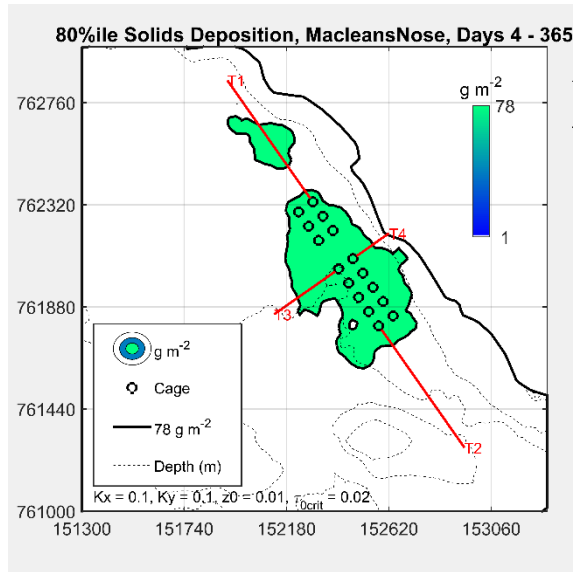 80%ile Solids Deposition, MacleansNose, Days 4 - 365
762760
762320
761880
761440
761000
151300 151740 152180 152620 153060
T1
T4
T3
T2
g m-2
78
1
g m-2
Cage
78 g m-2
Depth (m)
Kx = 0.1, Ky = 0.1, z0 = 0.01, τ0crit = 0.02